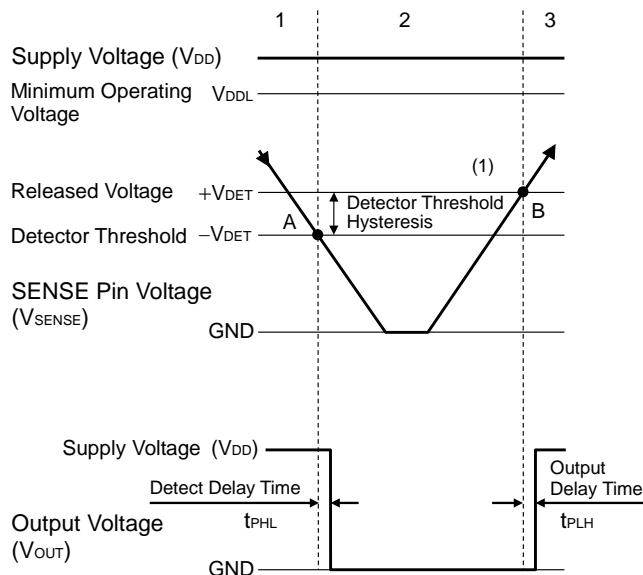 1 2 3
Supply Voltage (VDD)
Minimum Operating
Voltage
VDDL
(1)
Released Voltage +VDET
Detector Threshold
Hysteresis
A B
Detector Threshold −VDET
SENSE Pin Voltage
(VSENSE)
GND
Supply Voltage (VDD)
Detect Delay Time
Output
Delay Time
tPHL tPLH
Output Voltage
(VOUT)
GND